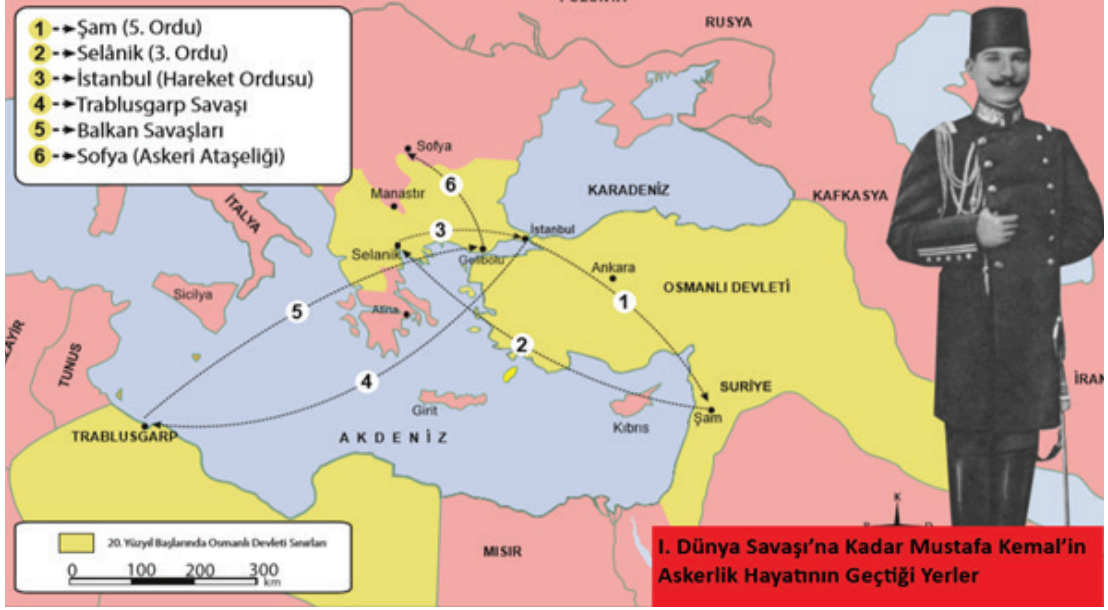 1 --➔ Şam (5. Ordu)
2 --➔ Selânik (3. Ordu)
3 --➔ İstanbul (Hareket Ordusu)
4 --➔ Trablusgarp Savaşı
5 --➔ Balkan Savaşları
6 --➔ Sofya (Askeri Ataşeliği)
RUSYA
Sofya
6
Manastır
KARADENİZ
KAFKASYA
İTALYA
3
İstanbul
Selanik
Gelibolu
Ankara
OSMANLI DEVLETİ
Sicilya
5
Atina
1
TUNUS
2
4
SURİYE
İRAN
Girit
Kıbrıs
Şam
TRABLUSGARP
AKDENİZ
K
20. Yüzyıl Başlarında Osmanlı Devleti Sınırları
0 100 200 300
km
MISIR
I. Dünya Savaşı'na Kadar Mustafa Kemal'in
Askerlik Hayatının Geçtiği Yerler